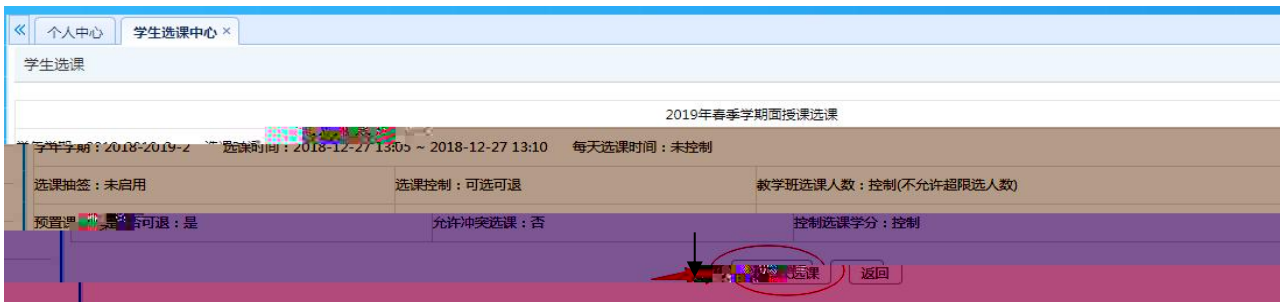 个人中心 学生选课中心
学生选课
2019年春季学期面授课选课
学年学期：2018-2019-2 选课时间：2018-12-27 13:05 ~ 2018-12-27 13:10 每天选课时间：未控制
选课抽签：未启用 选课控制：可选可退 教学班选课人数：控制(不允许超限选人数)
预置课 否可退：是 允许冲突选课：否 控制选课学分：控制
选课 返回